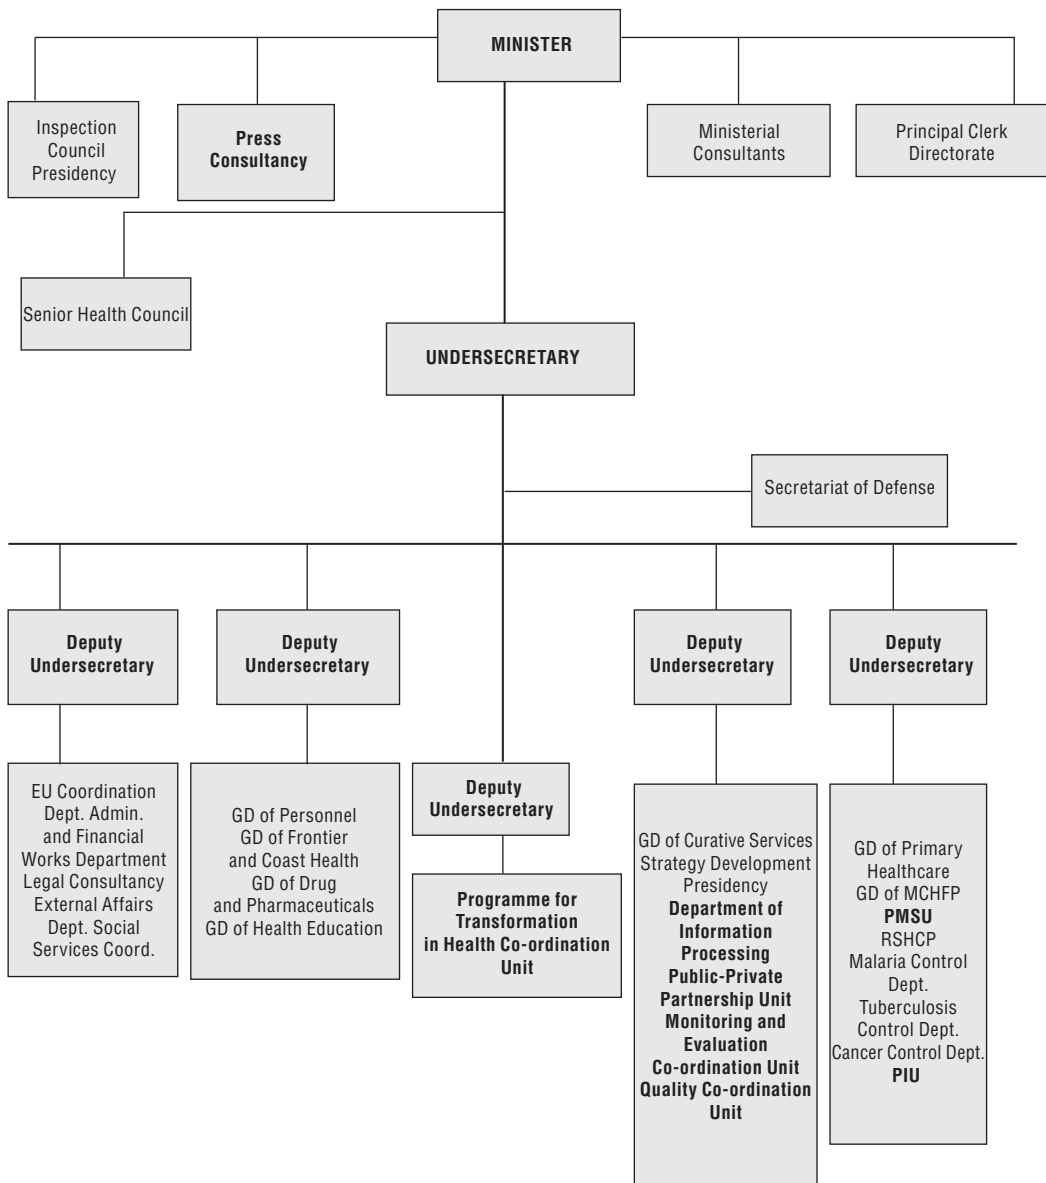 MINISTER
Inspection
Council
Presidency
Press
Consultancy
Ministerial
Consultants
Principal Clerk
Directorate
Senior Health Council
UNDERSECRETARY
Secretariat of Defense
Deputy
Undersecretary
Deputy
Undersecretary
Deputy
Undersecretary
Deputy
Undersecretary
EU Coordination
Dept. Admin.
and Financial
Works Department
Legal Consultancy
External Affairs
Dept. Social
Services Coord.
GD of Personnel
GD of Frontier
and Coast Health
GD of Drug
and Pharmaceuticals
GD of Health Education
Deputy
Undersecretary
Programme for
Transformation
in Health Co-ordination
Unit
GD of Curative Services
Strategy Development
Presidency
Department of
Information
Processing
Public-Private
Partnership Unit
Monitoring and
Evaluation
Co-ordination Unit
Quality Co-ordination
Unit
GD of Primary
Healthcare
GD of MCHFP
PMSU
RSHCP
Malaria Control
Dept.
Tuberculosis
Control Dept.
Cancer Control Dept.
PIU